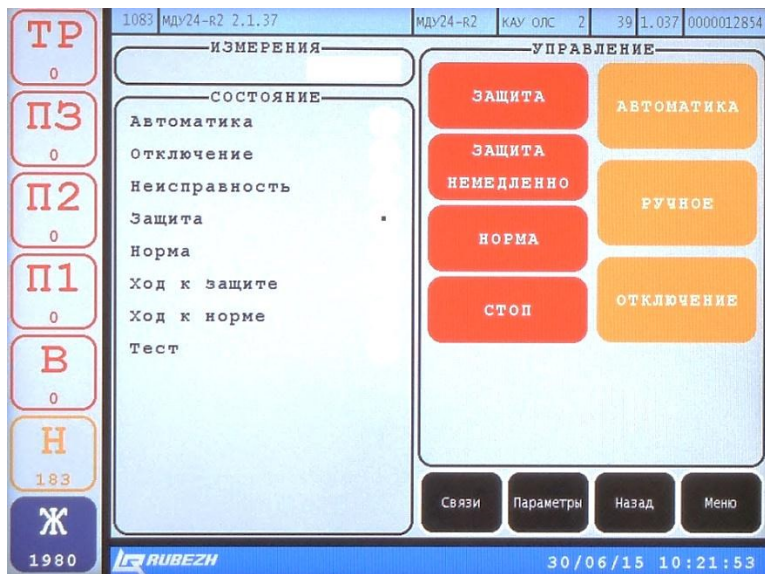 1083 МДУ24-R2 2.1.37 МДУ24-R2 КАУ ОЛС 2 39 1.037 0000012854
ТР
0
П3
0
П2
0
П1
0
В
0
Н
183
Ж
1980
ИЗМЕРЕНИЯ
СОСТОЯНИЕ
Автоматика
Отключение
Неисправность
Защита
Норма
Ход к защите
Ход к норме
Тест
УПРАВЛЕНИЕ
ЗАЩИТА
ЗАЩИТА
НЕМЕДЛЕННО
НОРМА
СТОП
АВТОМАТИКА
РУЧНОЕ
ОТКЛЮЧЕНИЕ
Связи Параметры Назад Меню
RUBEZH 30/06/15 10:21:53